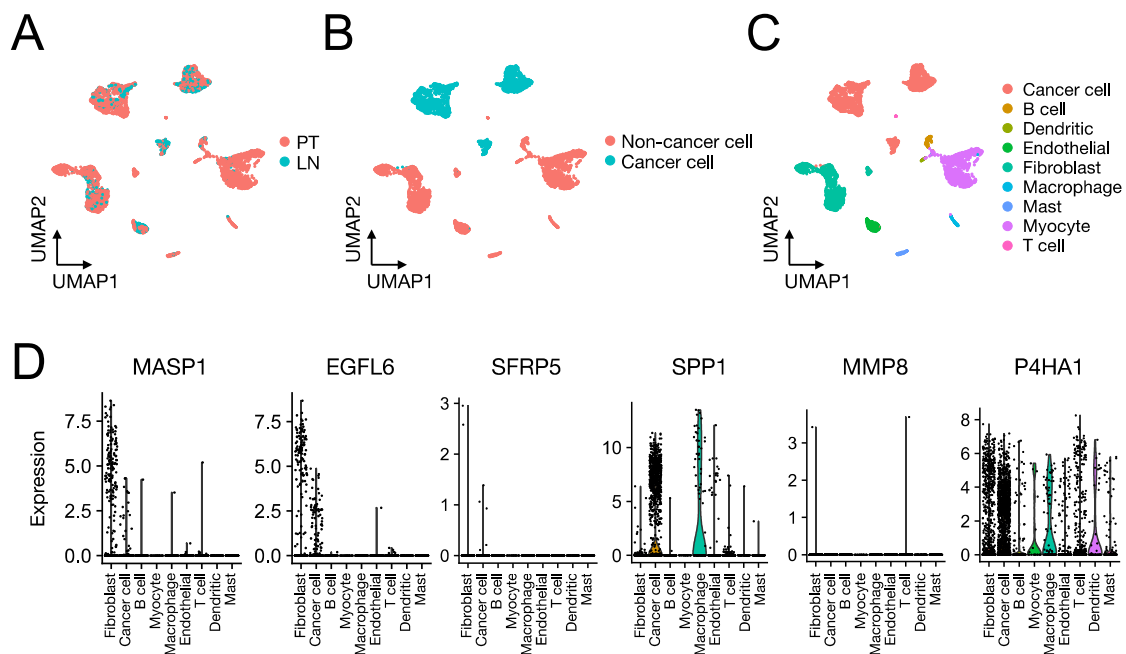 A
B
C
PT
LN
UMAP2
UMAP1
Non-cancer cell
Cancer cell
UMAP2
UMAP1
Cancer cell
B cell
Dendritic
Endothelial
Fibroblast
Macrophage
Mast
Myocyte
T cell
UMAP2
UMAP1
D
MASP1
EGFL6
SFRP5
SPP1
MMP8
P4HA1
Expression
7.5
5.0
2.5
0.0
Fibroblast
Cancer cell
B cell
Myocyte
Macrophage
Endothelial
T cell
Dendritic
Mast
7.5
5.0
2.5
0.0
Fibroblast
Cancer cell
B cell
Myocyte
Macrophage
Endothelial
T cell
Dendritic
Mast
3
2
1
0
Fibroblast
Cancer cell
B cell
Myocyte
Macrophage
Endothelial
T cell
Dendritic
Mast
10
5
0
Fibroblast
Cancer cell
B cell
Myocyte
Macrophage
Endothelial
T cell
Dendritic
Mast
3
2
1
0
Fibroblast
Cancer cell
B cell
Myocyte
Macrophage
Endothelial
T cell
Dendritic
Mast
8
6
4
2
0
Fibroblast
Cancer cell
B cell
Myocyte
Macrophage
Endothelial
T cell
Dendritic
Mast